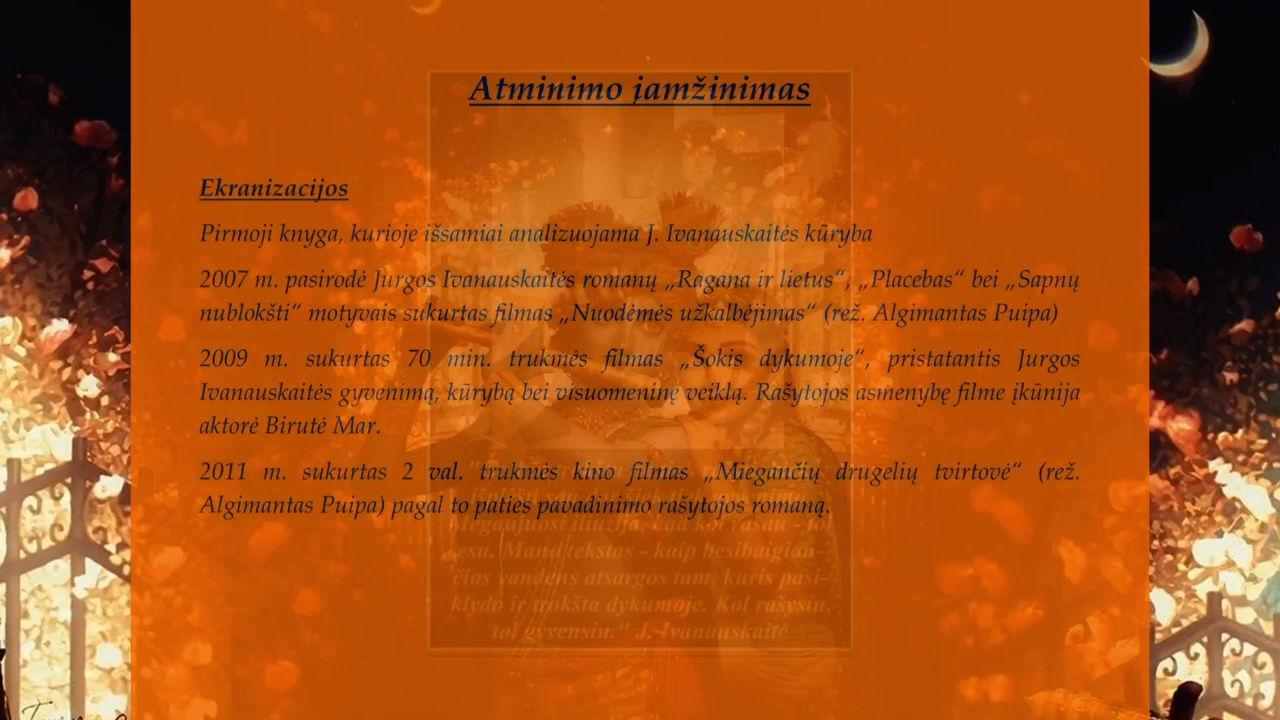 Atminimo įamžinimas
Ekranizacijos
Pirmoji knyga, kurioje išsamiai analizuojama J. Ivanauskaitės kūryba
2007 m. pasirodė Jurgos Ivanauskaitės romanų „Ragana ir lietus“, „Placebas“ bei „Sapnų
nublokšti“ motyvais sukurtas filmas „Nuodėmės užkalbėjimas“ (rež. Algimantas Puipa)
2009 m. sukurtas 70 min. trukmės filmas „Šokis dykumoje“, pristatantis Jurgos
Ivanauskaitės gyvenimą, kūrybą bei visuomeninę veiklą. Rašytojos asmenybę filme įkūnija
aktorė Birutė Mar.
2011 m. sukurtas 2 val. trukmės kino filmas „Miegančių drugelių tvirtovė“ (rež.
Algimantas Puipa) pagal to paties pavadinimo rašytojos romaną.
esu. Mano tekstas - kaip besibaigian-
čios vandens atsargos tam, kuris pasi-
klydo ir trokšta dykumoje. Kol rašysiu,
tol gyvensiu.“ J. Ivanauskaitė